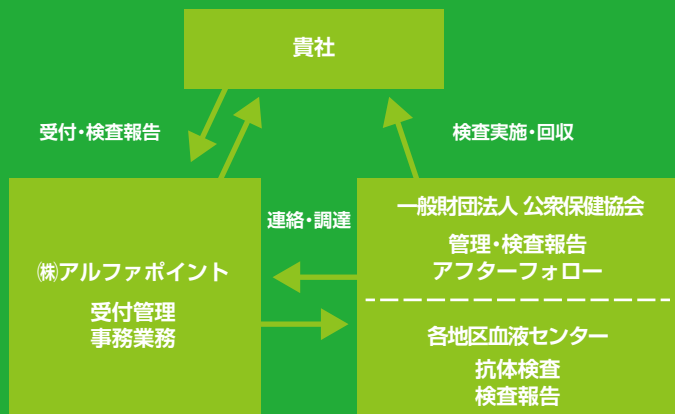 貴社
受付・検査報告
検査実施・回収
連絡・調達
㈱アルファポイント
受付管理
事務業務
一般財団法人 公衆保健協会
管理・検査報告
アフターフォロー
各地区血液センター
抗体検査
検査報告